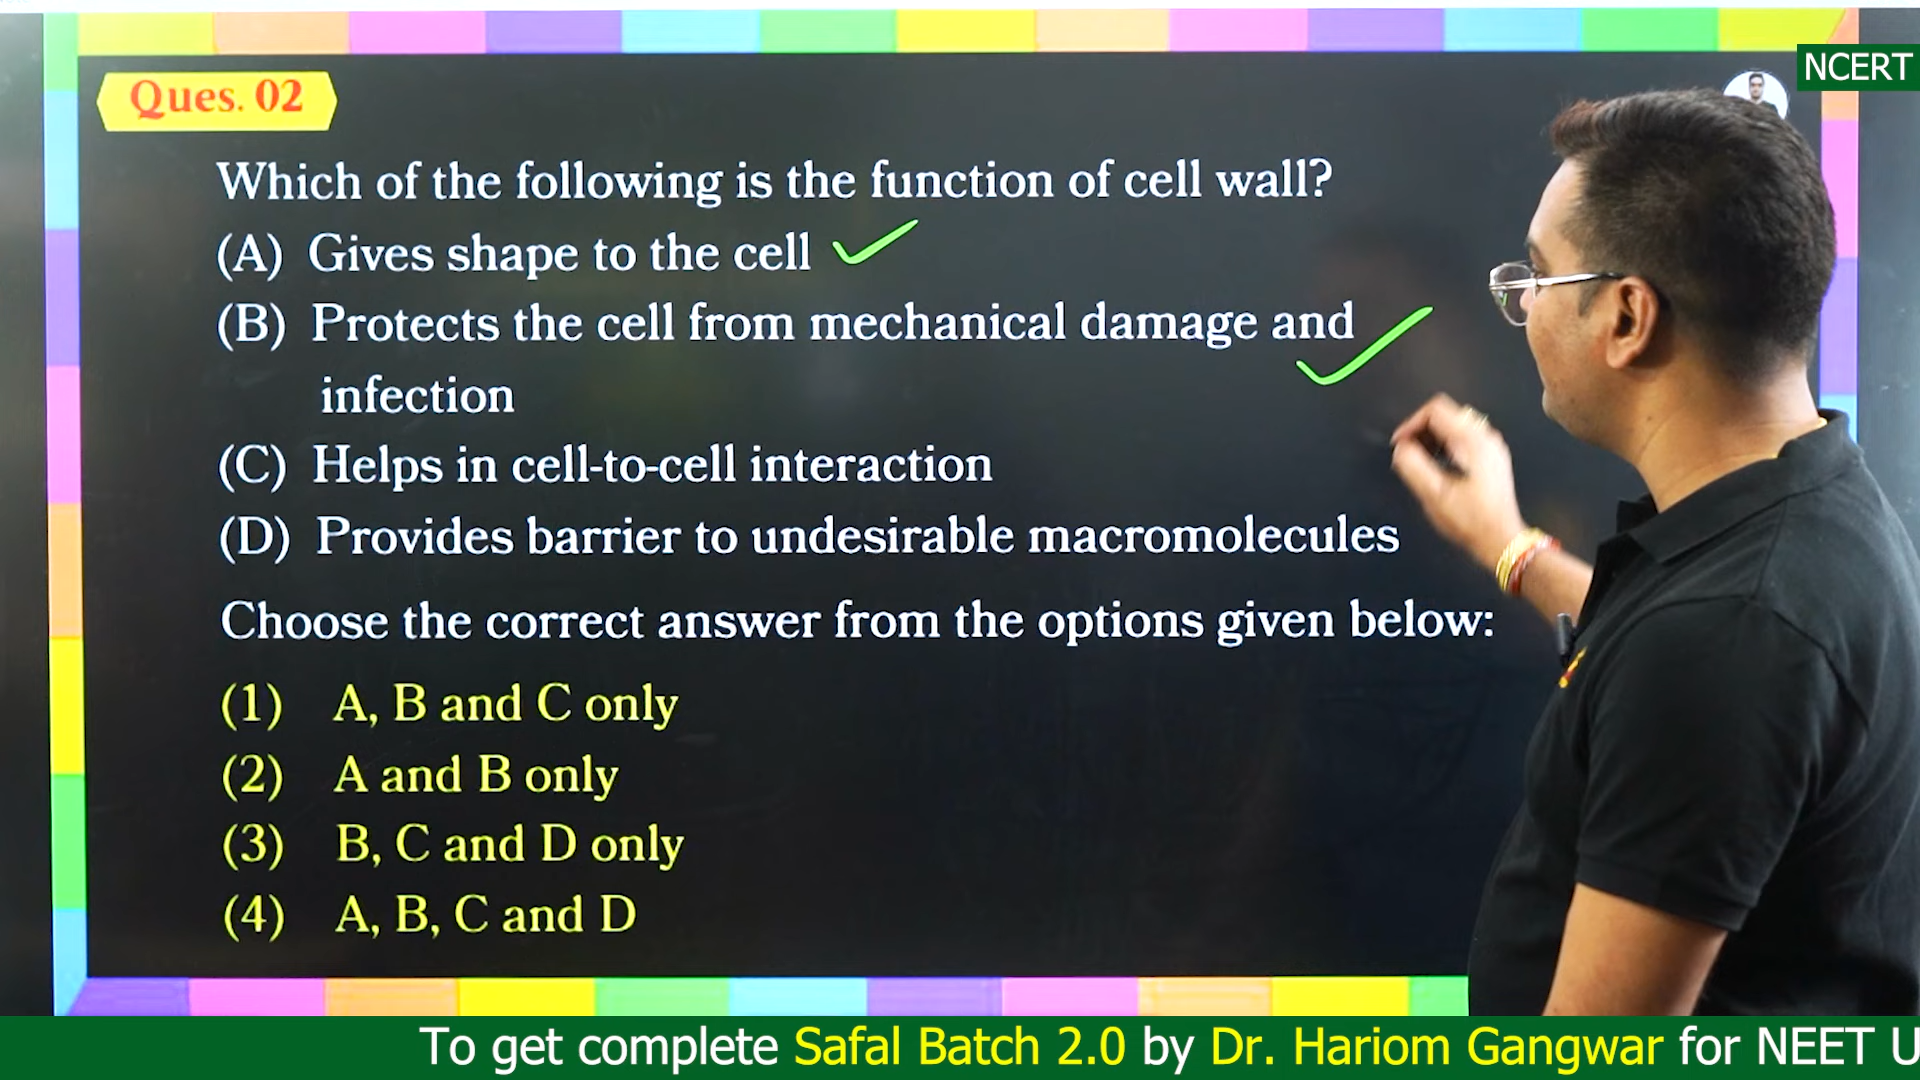 NCERT
Ques. 02
Which of the following is the function of cell wall?
(A) Gives shape to the cell
(B) Protects the cell from mechanical damage and
infection
(C) Helps in cell-to-cell interaction
(D) Provides barrier to undesirable macromolecules
Choose the correct answer from the options given below:
(1) A, B and C only
(2) A and B only
(3) B, C and D only
(4) A, B, C and D
To get complete Safal Batch 2.0 by Dr. Hariom Gangwar for NEET U